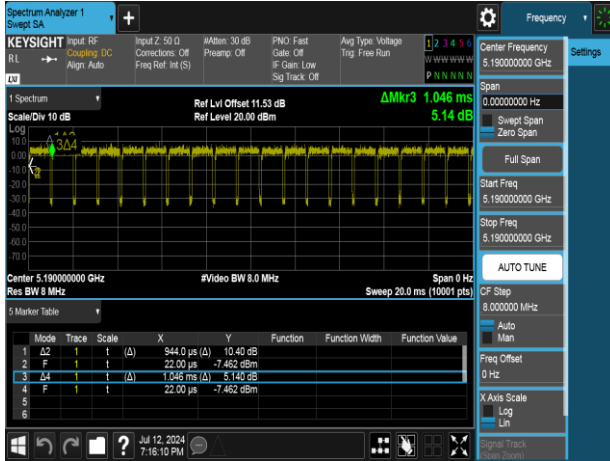 Spectrum Analyzer 1
Swept SA
+
Frequency
KEYSIGHT
RL
Input: RF
Coupling: DC
Align: Auto
Input Z: 50 Ω
Corrections: Off
Freq Ref: Int (S)
#Atten: 30 dB
Preamp: Off
PNO: Fast
Gate: Off
IF Gain: Low
Sig Track: Off
Avg Type: Voltage
Trig: Free Run
1 2 3 4 5 6
W W W W W W
P N N N N N
LXI
1 Spectrum
Scale/Div 10 dB
Log
Ref Lvl Offset 11.53 dB
Ref Level 20.00 dBm
ΔMkr3 1.046 ms
5.14 dB
10.0
0.00
-10.0
-20.0
-30.0
-40.0
-50.0
-60.0
-70.0
3Δ4
Center 5.190000000 GHz
Res BW 8 MHz
#Video BW 8.0 MHz
Span 0 Hz
Sweep 20.0 ms (10001 pts)
5 Marker Table
Mode Trace Scale X Y Function Function Width Function Value
1 Δ2 1 t (Δ) 944.0 µs (Δ) 10.40 dB
2 F 1 t 22.00 µs -7.462 dBm
3 Δ4 1 t (Δ) 1.046 ms (Δ) 5.140 dB
4 F 1 t 22.00 µs -7.462 dBm
5
6
?
Jul 12, 2024
7:16:10 PM
Center Frequency
5.190000000 GHz
Settings
Span
0.00000000 Hz
Swept Span
Zero Span
Full Span
Start Freq
5.190000000 GHz
Stop Freq
5.190000000 GHz
AUTO TUNE
CF Step
8.000000 MHz
Auto
Man
Freq Offset
0 Hz
X Axis Scale
Log
Lin
Signal Track
(Span Zoom)